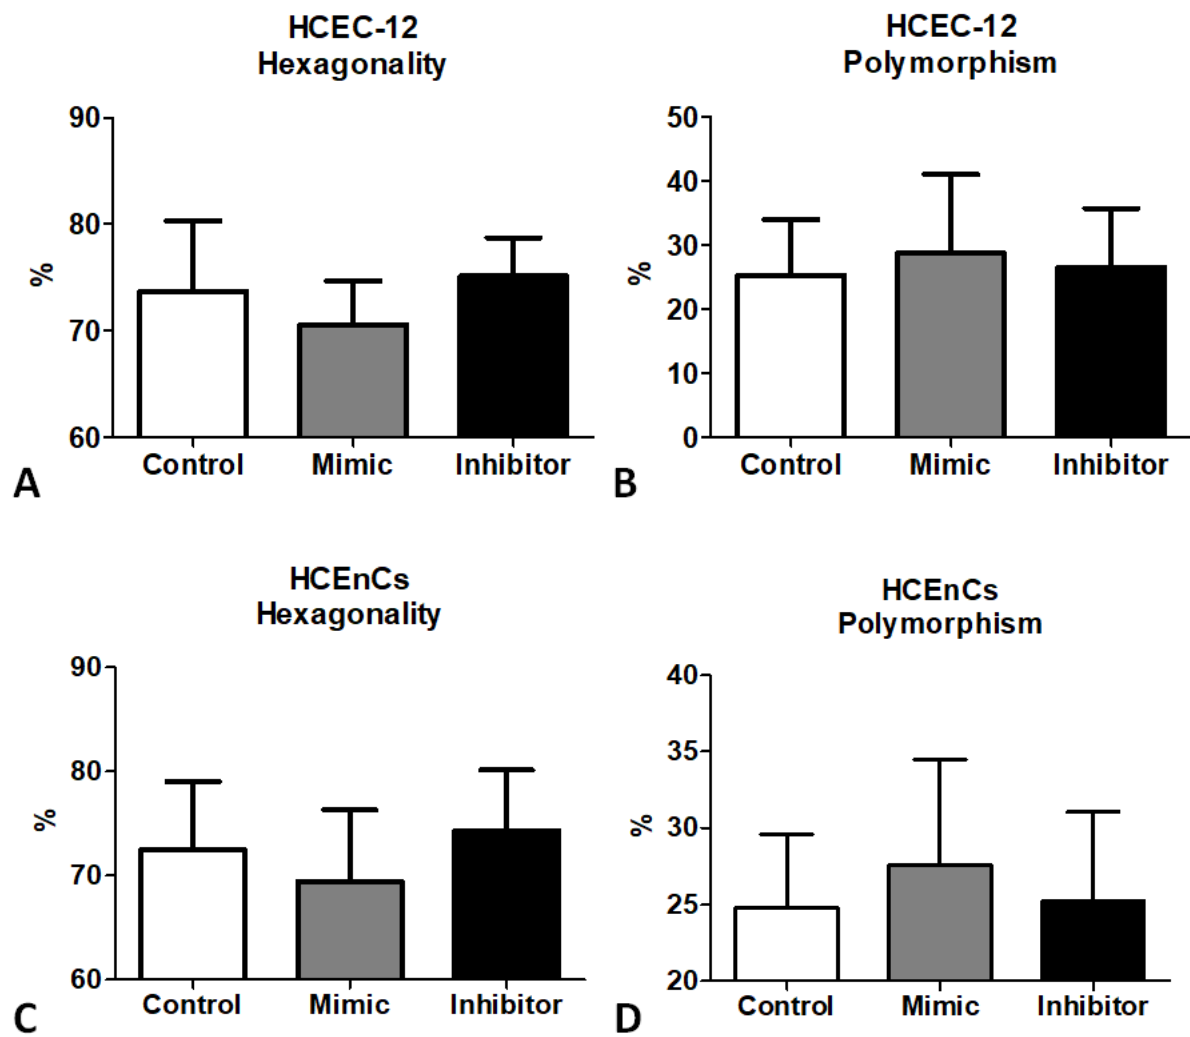 HCEC-12
Hexagonality
90
80
70
60
%
Control Mimic Inhibitor
A
HCEC-12
Polymorphism
50
40
30
20
10
0
%
Control Mimic Inhibitor
B
HCEnCs
Hexagonality
90
80
70
60
%
Control Mimic Inhibitor
C
HCEnCs
Polymorphism
40
35
30
25
20
%
Control Mimic Inhibitor
D